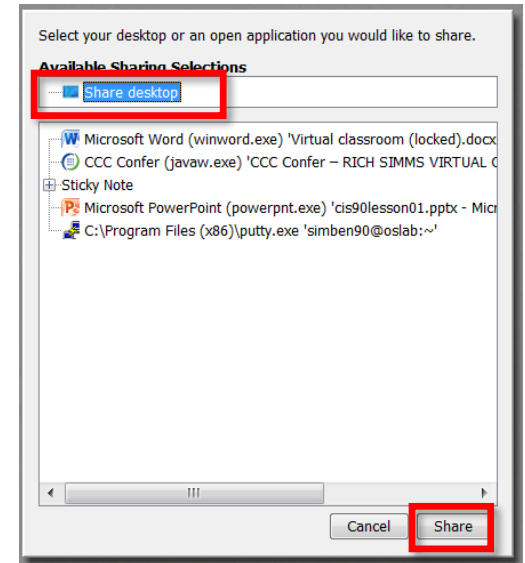 Select your desktop or an open application you would like to share.
Available Sharing Selections
Share desktop
Microsoft Word (winword.exe) 'Virtual classroom (locked).docx
CCC Confer (javaw.exe) 'CCC Confer – RICH SIMMS VIRTUAL
Sticky Note
Microsoft PowerPoint (powerpnt.exe) 'cis90lesson01.pptx - Micr
C:\Program Files (x86)\putty.exe 'simben90@oslab:~'
Cancel Share